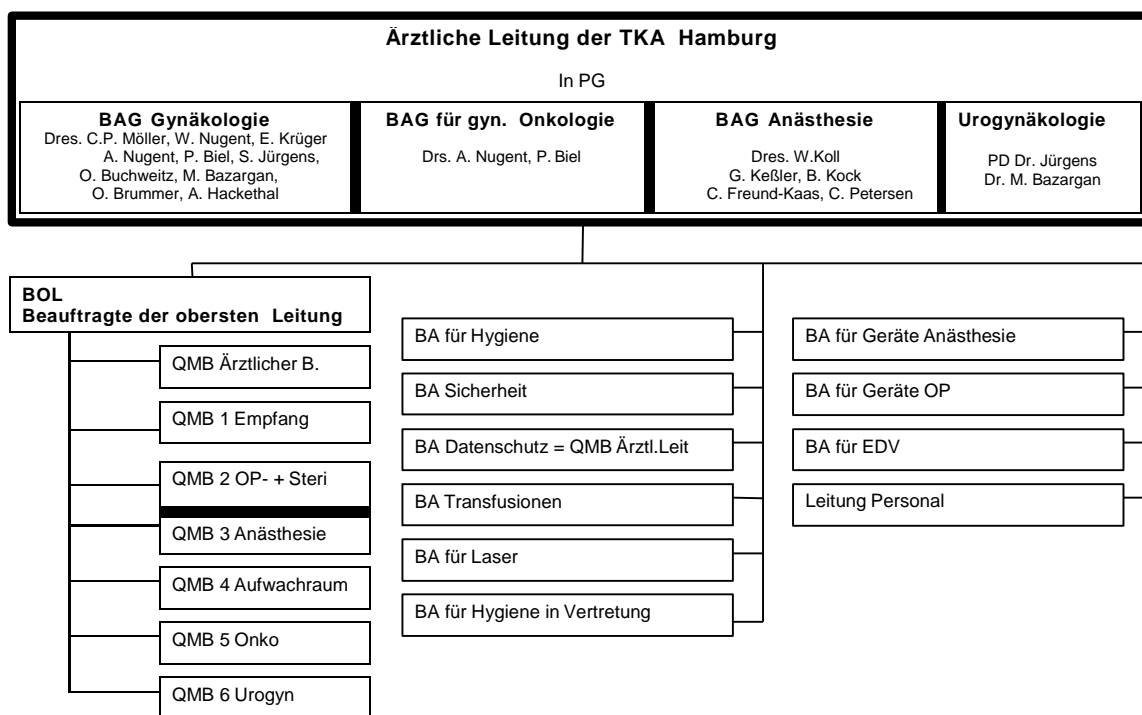 Ärztliche Leitung der TKA Hamburg
In PG
BAG Gynäkologie
Dres. C.P. Möller, W. Nugent, E. Krüger
A. Nugent, P. Biel, S. Jürgens,
O. Buchweitz, M. Bazargan,
O. Brummer, A. Hackethal
BAG für gyn. Onkologie
Drs. A. Nugent, P. Biel
BAG Anästhesie
Dres. W.Koll
G. Keßler, B. Kock
C. Freund-Kaas, C. Petersen
Urogynäkologie
PD Dr. Jürgens
Dr. M. Bazargan
BOL
Beauftragte der obersten Leitung
QMB Ärztlicher B.
QMB 1 Empfang
QMB 2 OP- + Steri
QMB 3 Anästhesie
QMB 4 Aufwachraum
QMB 5 Onko
QMB 6 Urogyn
BA für Hygiene
BA Sicherheit
BA Datenschutz = QMB Ärztl.Leit
BA Transfusionen
BA für Laser
BA für Hygiene in Vertretung
BA für Geräte Anästhesie
BA für Geräte OP
BA für EDV
Leitung Personal